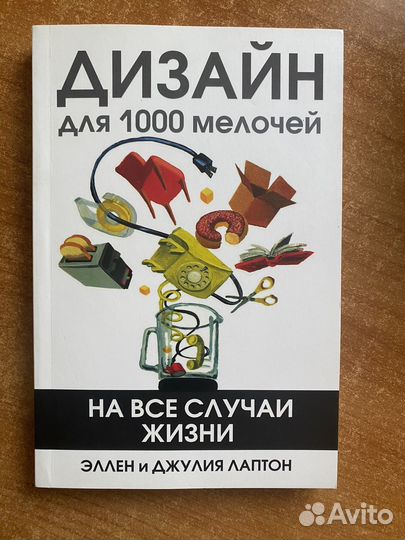 ДИЗАЙН
для 1000 мелочей
НА ВСЕ СЛУЧАИ
ЖИЗНИ
ЭЛЛЕН и ДЖУЛИЯ ЛАПТОН
Avito